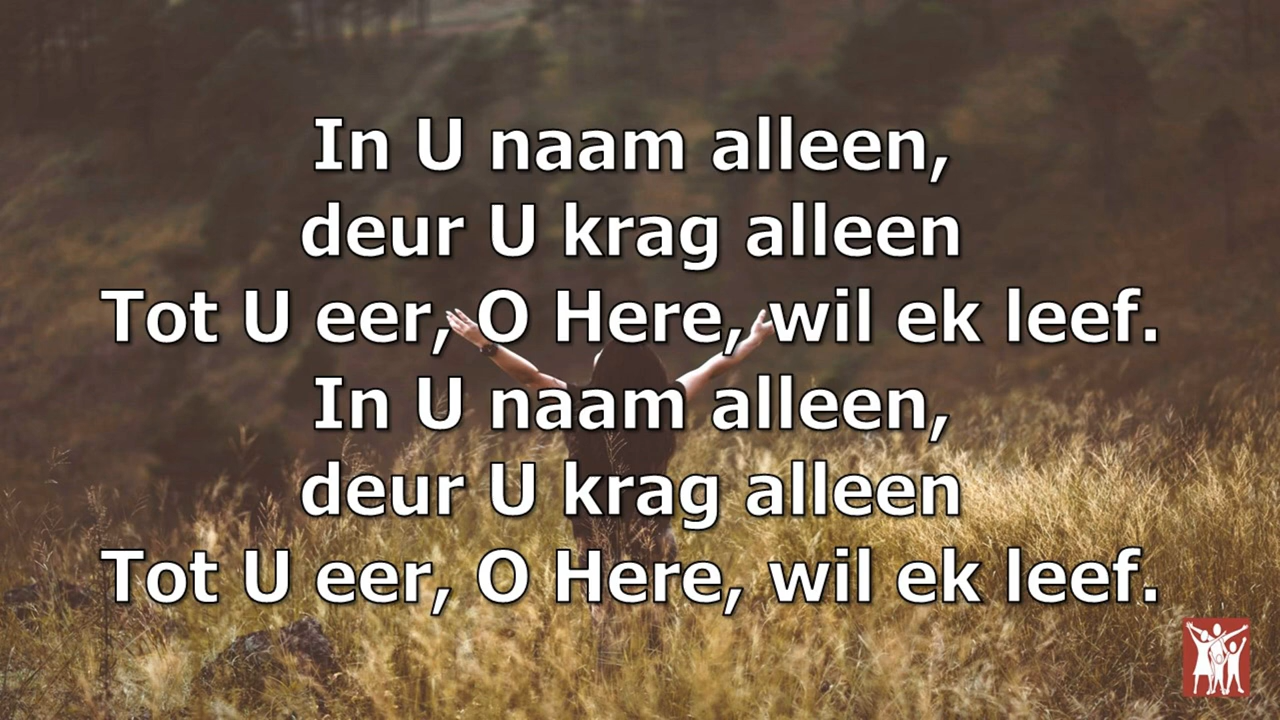 In U naam alleen,
deur U krag alleen
Tot U eer, O Here, wil ek leef.
In U naam alleen,
deur U krag alleen
Tot U eer, O Here, wil ek leef.